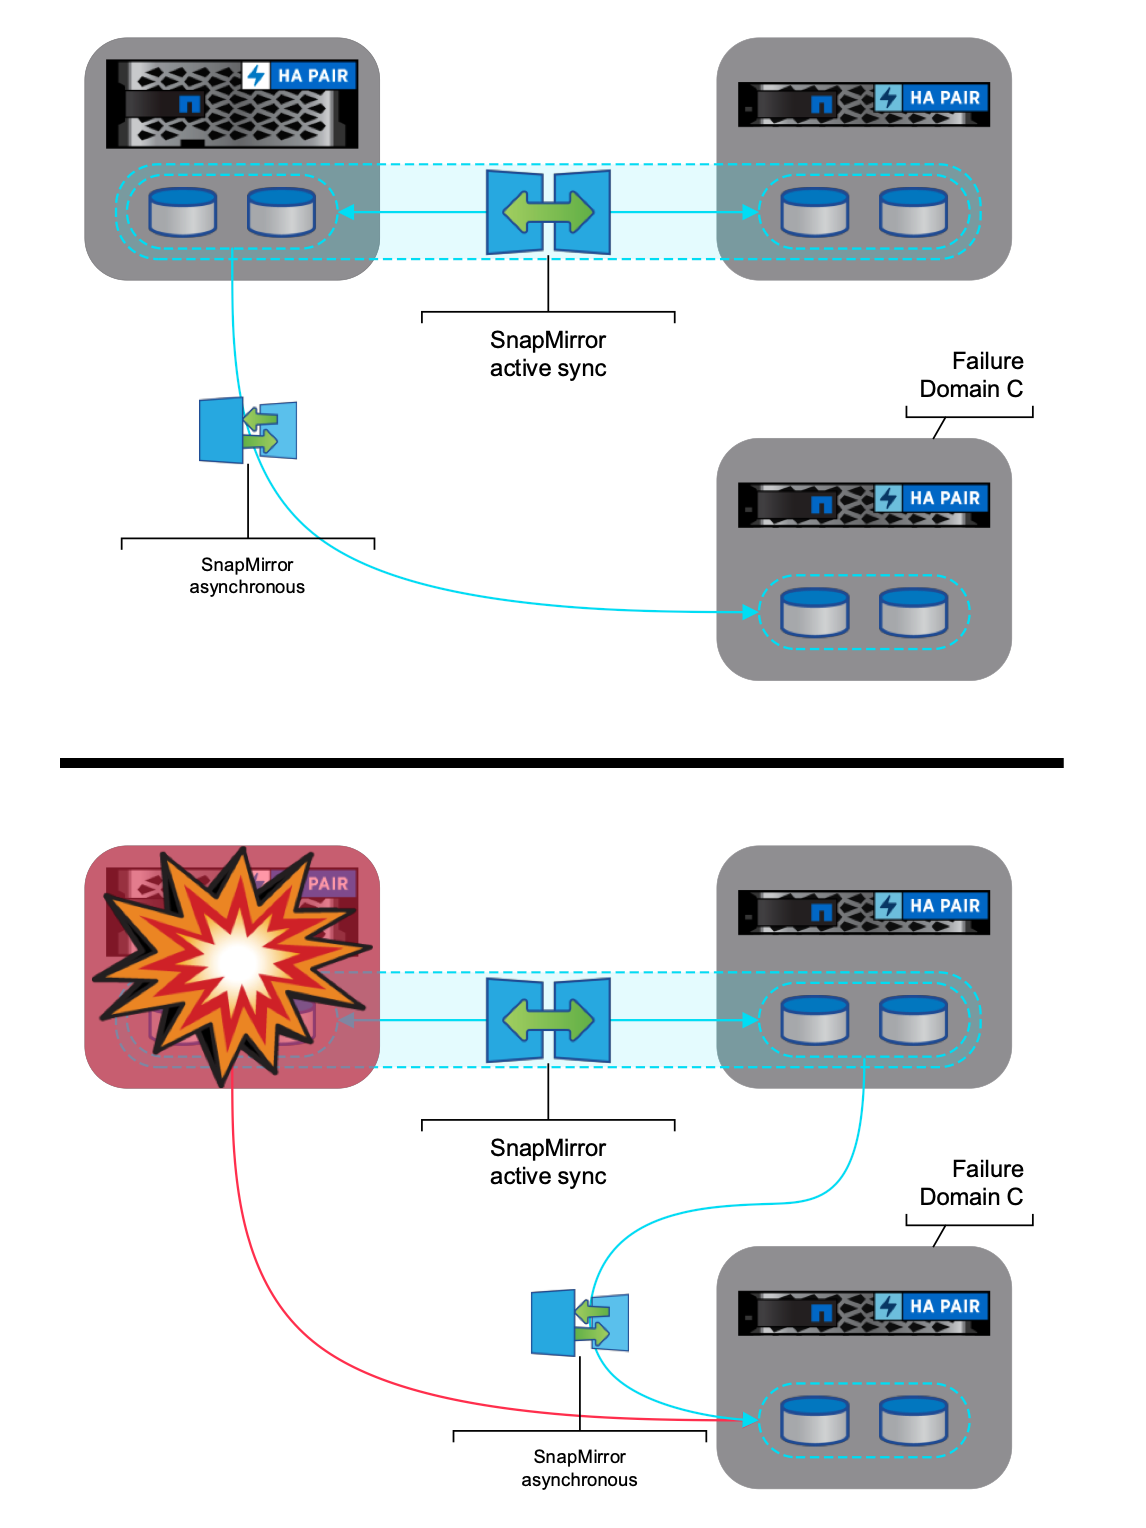 HA PAIR
HA PAIR
SnapMirror
active sync
Failure
Domain C
HA PAIR
SnapMirror
asynchronous
PAIR
HA PAIR
SnapMirror
active sync
Failure
Domain C
HA PAIR
SnapMirror
asynchronous